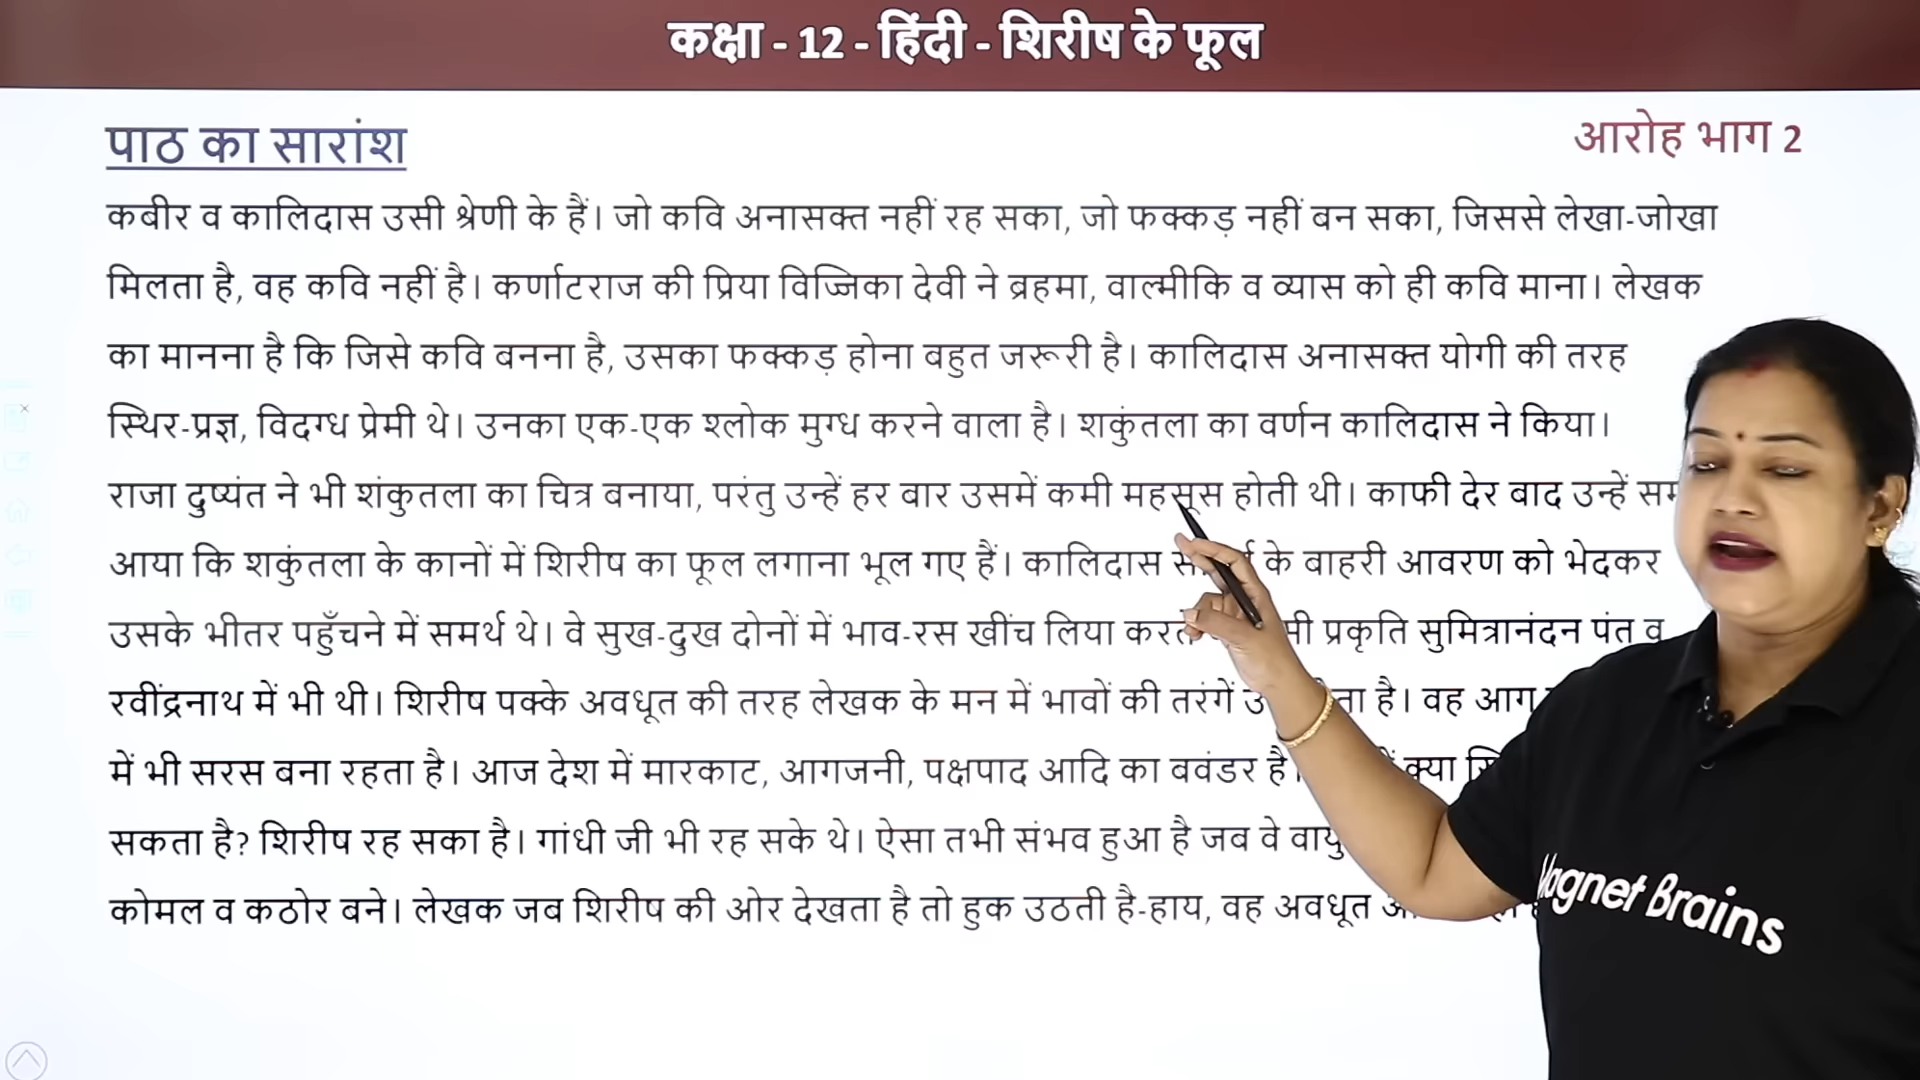 कक्षा - 12 - हिंदी - शिरीष के फूल
पाठ का सारांश
आरोह भाग 2
कबीर व कालिदास उसी श्रेणी के हैं। जो कवि अनासक्त नहीं रह सका, जो फक्कड़ नहीं बन सका, जिससे लेखा-जोखा
मिलता है, वह कवि नहीं है। कर्णाटराज की प्रिया विज्जिका देवी ने ब्रहमा, वाल्मीकि व व्यास को ही कवि माना। लेखक
का मानना है कि जिसे कवि बनना है, उसका फक्कड़ होना बहुत जरूरी है। कालिदास अनासक्त योगी की तरह
स्थिर-प्रज्ञ, विदग्ध प्रेमी थे। उनका एक-एक श्लोक मुग्ध करने वाला है। शकुंतला का वर्णन कालिदास ने किया।
राजा दुष्यंत ने भी शंकुतला का चित्र बनाया, परंतु उन्हें हर बार उसमें कमी महसूस होती थी। काफी देर बाद उन्हें
आया कि शकुंतला के कानों में शिरीष का फूल लगाना भूल गए हैं। कालिदास के बाहरी आवरण को भेदकर
उसके भीतर पहुँचने में समर्थ थे। वे सुख-दुख दोनों में भाव-रस खींच लिया करते प्रकृति सुमित्रानंदन पंत व
रवींद्रनाथ में भी थी। शिरीष पक्के अवधूत की तरह लेखक के मन में भावों की तरंगें है। वह आग
में भी सरस बना रहता है। आज देश में मारकाट, आगजनी, पक्षपाद आदि का बवंडर है। क्या
सकता है? शिरीष रह सका है। गांधी जी भी रह सके थे। ऐसा तभी संभव हुआ है जब वे
कोमल व कठोर बने। लेखक जब शिरीष की ओर देखता है तो हुक उठती है-हाय, वह अवधूत
Magnet Brains